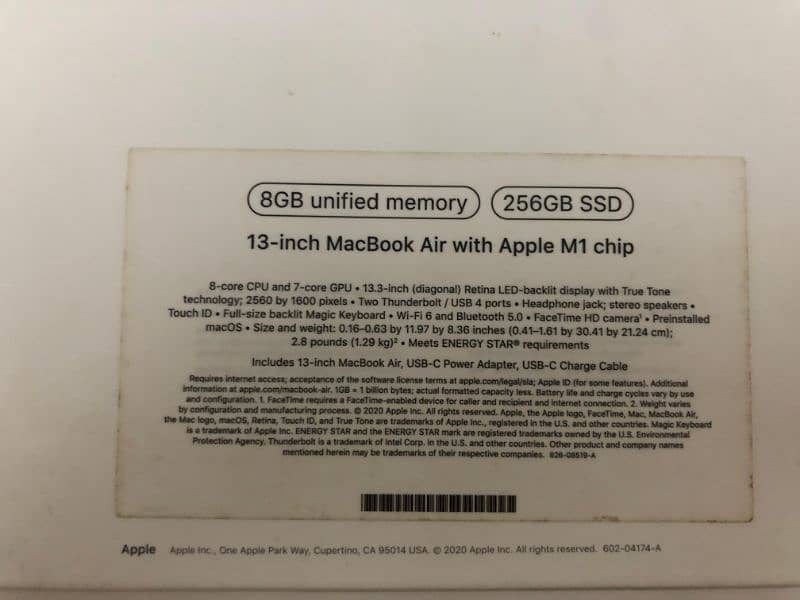 8GB unified memory 256GB SSD
13-inch MacBook Air with Apple M1 chip
8-core CPU and 7-core GPU • 13.3-inch (diagonal) Retina LED-backlit display with True Tone
technology; 2560 by 1600 pixels • Two Thunderbolt / USB 4 ports • Headphone jack; stereo speakers •
Touch ID • Full-size backlit Magic Keyboard • Wi-Fi 6 and Bluetooth 5.0 • FaceTime HD camera¹ • Preinstalled
macOS • Size and weight: 0.16–0.63 by 11.97 by 8.36 inches (0.41–1.61 by 30.41 by 21.24 cm);
2.8 pounds (1.29 kg)² • Meets ENERGY STAR® requirements
Includes 13-inch MacBook Air, USB-C Power Adapter, USB-C Charge Cable
Requires internet access; acceptance of the software license terms at apple.com/legal/sla; Apple ID (for some features). Additional
information at apple.com/macbook-air. 1GB = 1 billion bytes; actual formatted capacity less. Battery life and charge cycles vary by use
and configuration. 1. FaceTime requires a FaceTime-enabled device for caller and recipient and internet connection. 2. Weight varies
by configuration and manufacturing process. © 2020 Apple Inc. All rights reserved. Apple, the Apple logo, FaceTime, Mac, MacBook Air,
the Mac logo, macOS, Retina, Touch ID, and True Tone are trademarks of Apple Inc., registered in the U.S. and other countries. Magic Keyboard
is a trademark of Apple Inc. ENERGY STAR and the ENERGY STAR mark are registered trademarks owned by the U.S. Environmental
Protection Agency. Thunderbolt is a trademark of Intel Corp. in the U.S. and other countries. Other product and company names
mentioned herein may be trademarks of their respective companies. 826-08519-A
Apple Apple Inc., One Apple Park Way, Cupertino, CA 95014 USA. © 2020 Apple Inc. All rights reserved. 602-04174-A